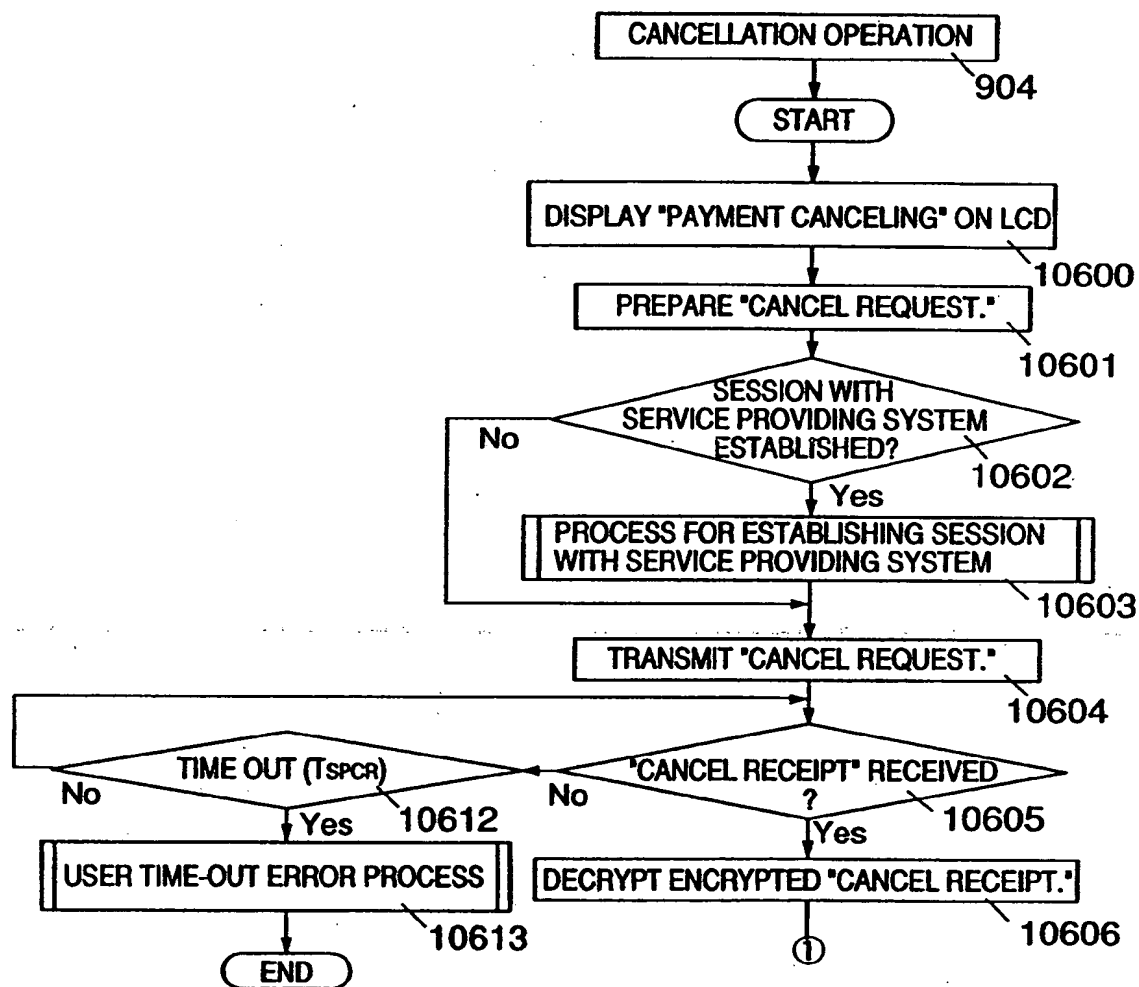 CANCELLATION OPERATION
904
START
DISPLAY "PAYMENT CANCELING" ON LCD
10600
PREPARE "CANCEL REQUEST."
10601
SESSION WITH
SERVICE PROVIDING SYSTEM
ESTABLISHED?
10602
No
Yes
PROCESS FOR ESTABLISHING SESSION
WITH SERVICE PROVIDING SYSTEM
10603
TRANSMIT "CANCEL REQUEST."
10604
"CANCEL RECEIPT" RECEIVED
?
10605
No
Yes
TIME OUT (TSPCR)
10612
No
Yes
USER TIME-OUT ERROR PROCESS
10613
END
DECRYPT ENCRYPTED "CANCEL RECEIPT."
10606
①